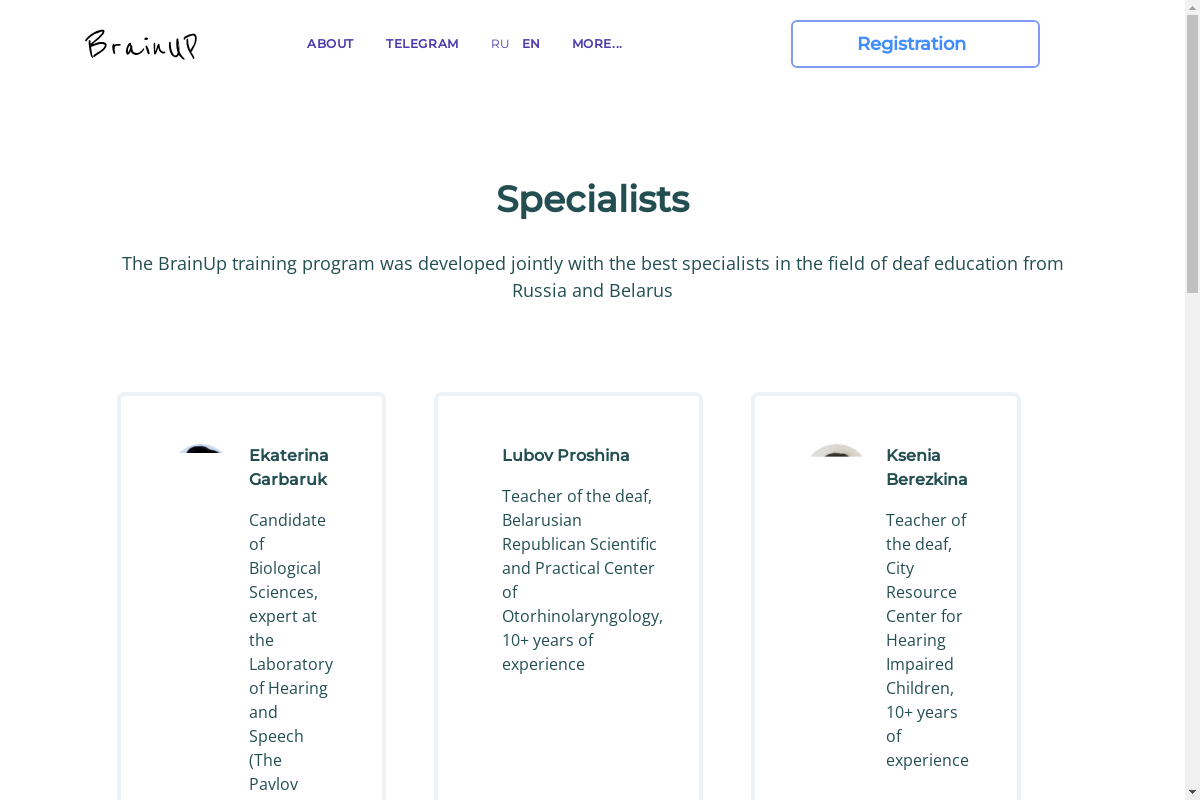 BrainUP
ABOUT
TELEGRAM
RU
EN
MORE...
Registration
Specialists
The BrainUp training program was developed jointly with the best specialists in the field of deaf education from
Russia and Belarus
Ekaterina
Garbaruk
Candidate
of
Biological
Sciences,
expert at
the
Laboratory
of Hearing
and
Speech
(The
Pavlov
Lubov Proshina
Teacher of the deaf,
Belarusian
Republican Scientific
and Practical Center
of
Otorhinolaryngology,
10+ years of
experience
Ksenia
Berezkina
Teacher of
the deaf,
City
Resource
Center for
Hearing
Impaired
Children,
10+ years
of
experience